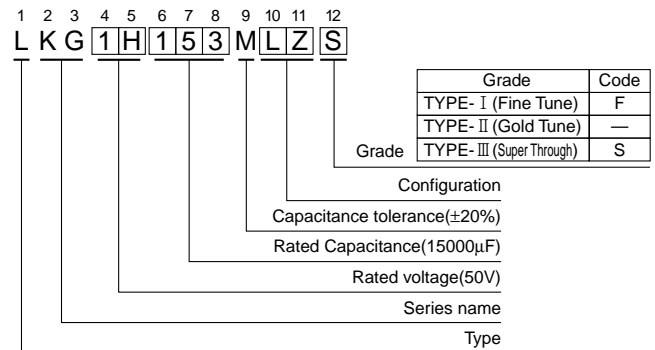 1 2 3 4 5 6 7 8 9 10 11 12
L K G 1 H 1 5 3 M L Z S
Grade Code
TYPE-Ⅰ(Fine Tune) F
TYPE-Ⅱ(Gold Tune) —
Grade TYPE-Ⅲ(Super Through) S
Configuration
Capacitance tolerance(±20%)
Rated Capacitance(15000μF)
Rated voltage(50V)
Series name
Type